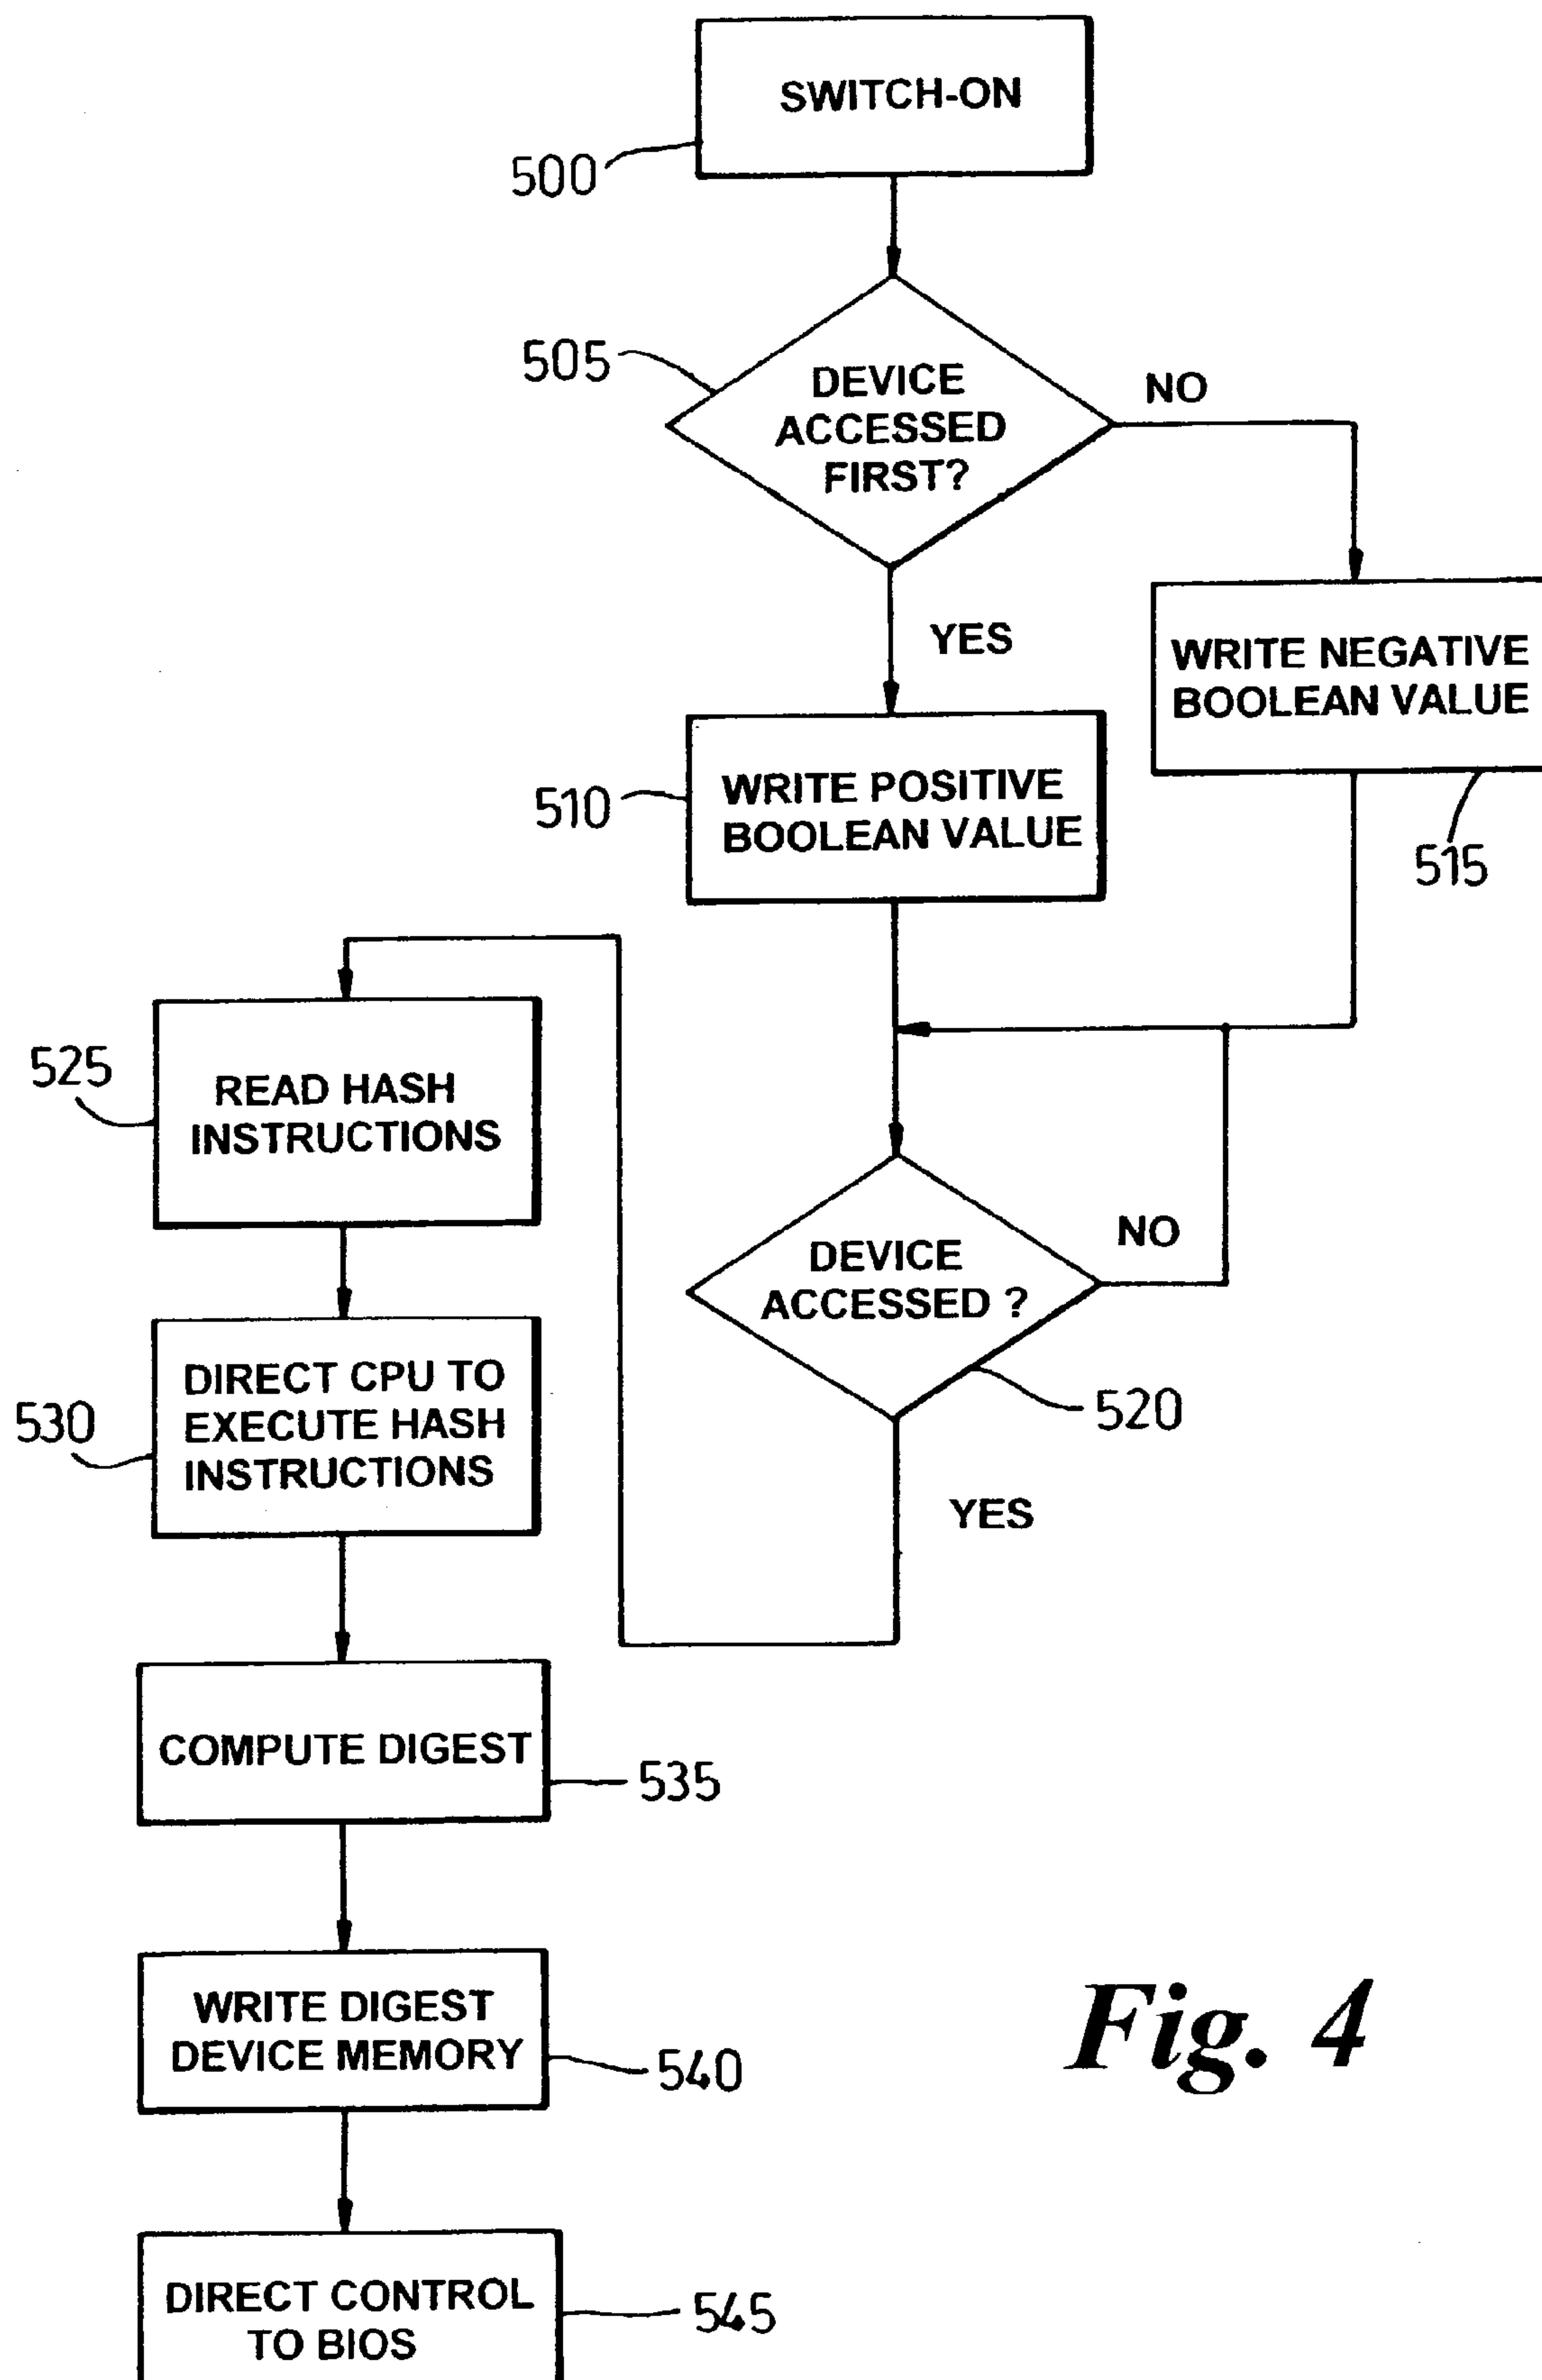 SWITCH-ON
500
505
DEVICE
ACCESSED
FIRST?
NO
YES
WRITE NEGATIVE
BOOLEAN VALUE
515
510
WRITE POSITIVE
BOOLEAN VALUE
525
READ HASH
INSTRUCTIONS
DEVICE
ACCESSED ?
NO
520
YES
530
DIRECT CPU TO
EXECUTE HASH
INSTRUCTIONS
COMPUTE DIGEST
535
WRITE DIGEST
DEVICE MEMORY
540
DIRECT CONTROL
TO BIOS
545
Fig. 4